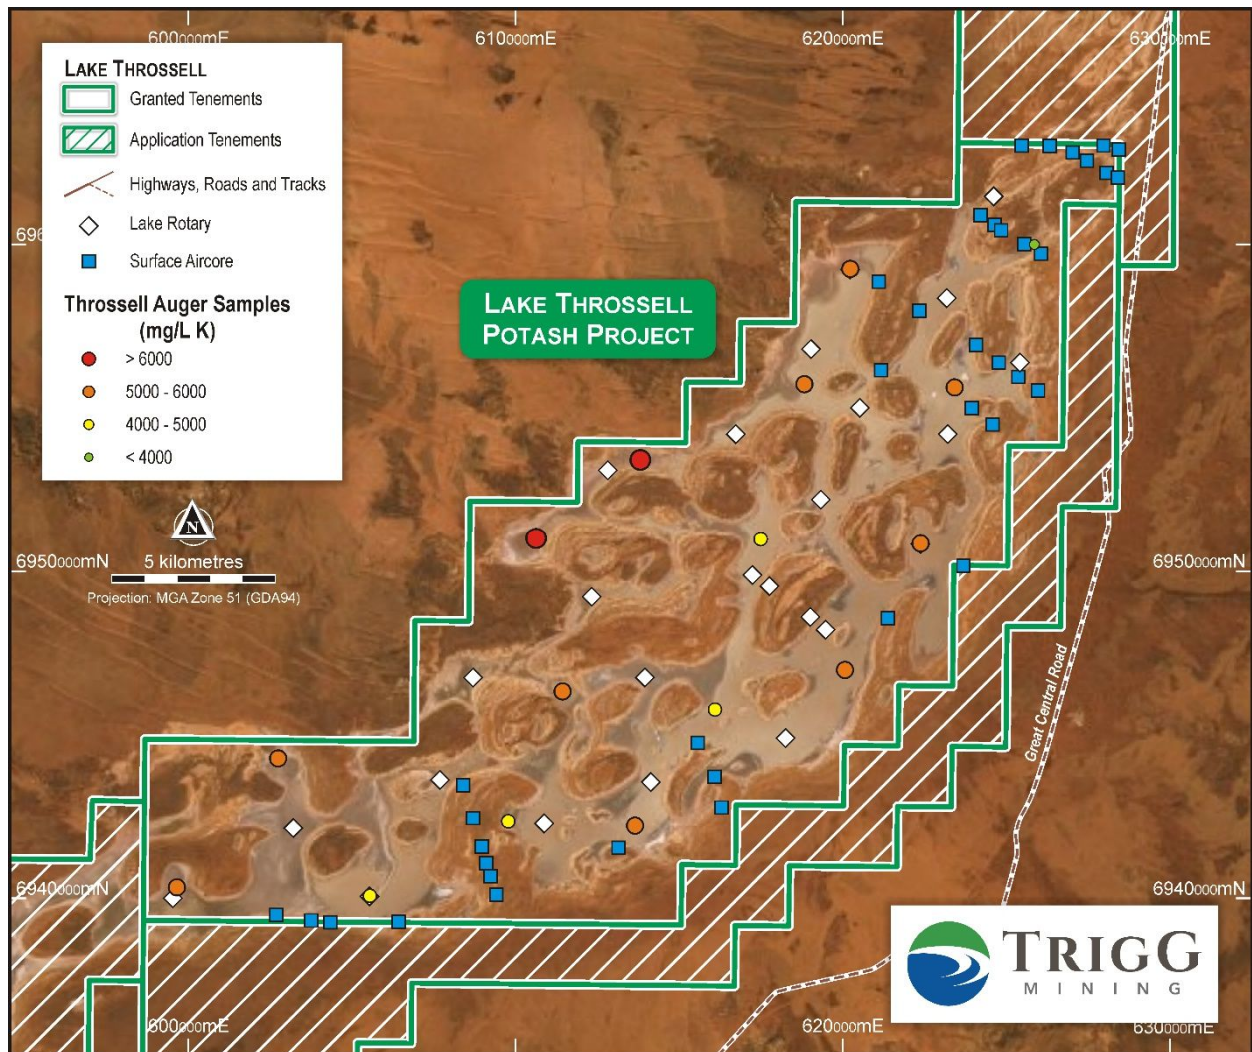 600000mE
610000mE
620000mE
630000mE
LAKE THROSSELL
Granted Tenements
Application Tenements
Highways, Roads and Tracks
Lake Rotary
Surface Aircore
Throssell Auger Samples
(mg/L K)
> 6000
5000 - 6000
4000 - 5000
< 4000
696
LAKE THROSSELL
POTASH PROJECT
N
5 kilometres
Projection: MGA Zone 51 (GDA94)
6950000mN
6950000mN
Great Central Road
6940000mN
6940000mN
TRIGG
MINING
600000mE
620000mE
630000mE